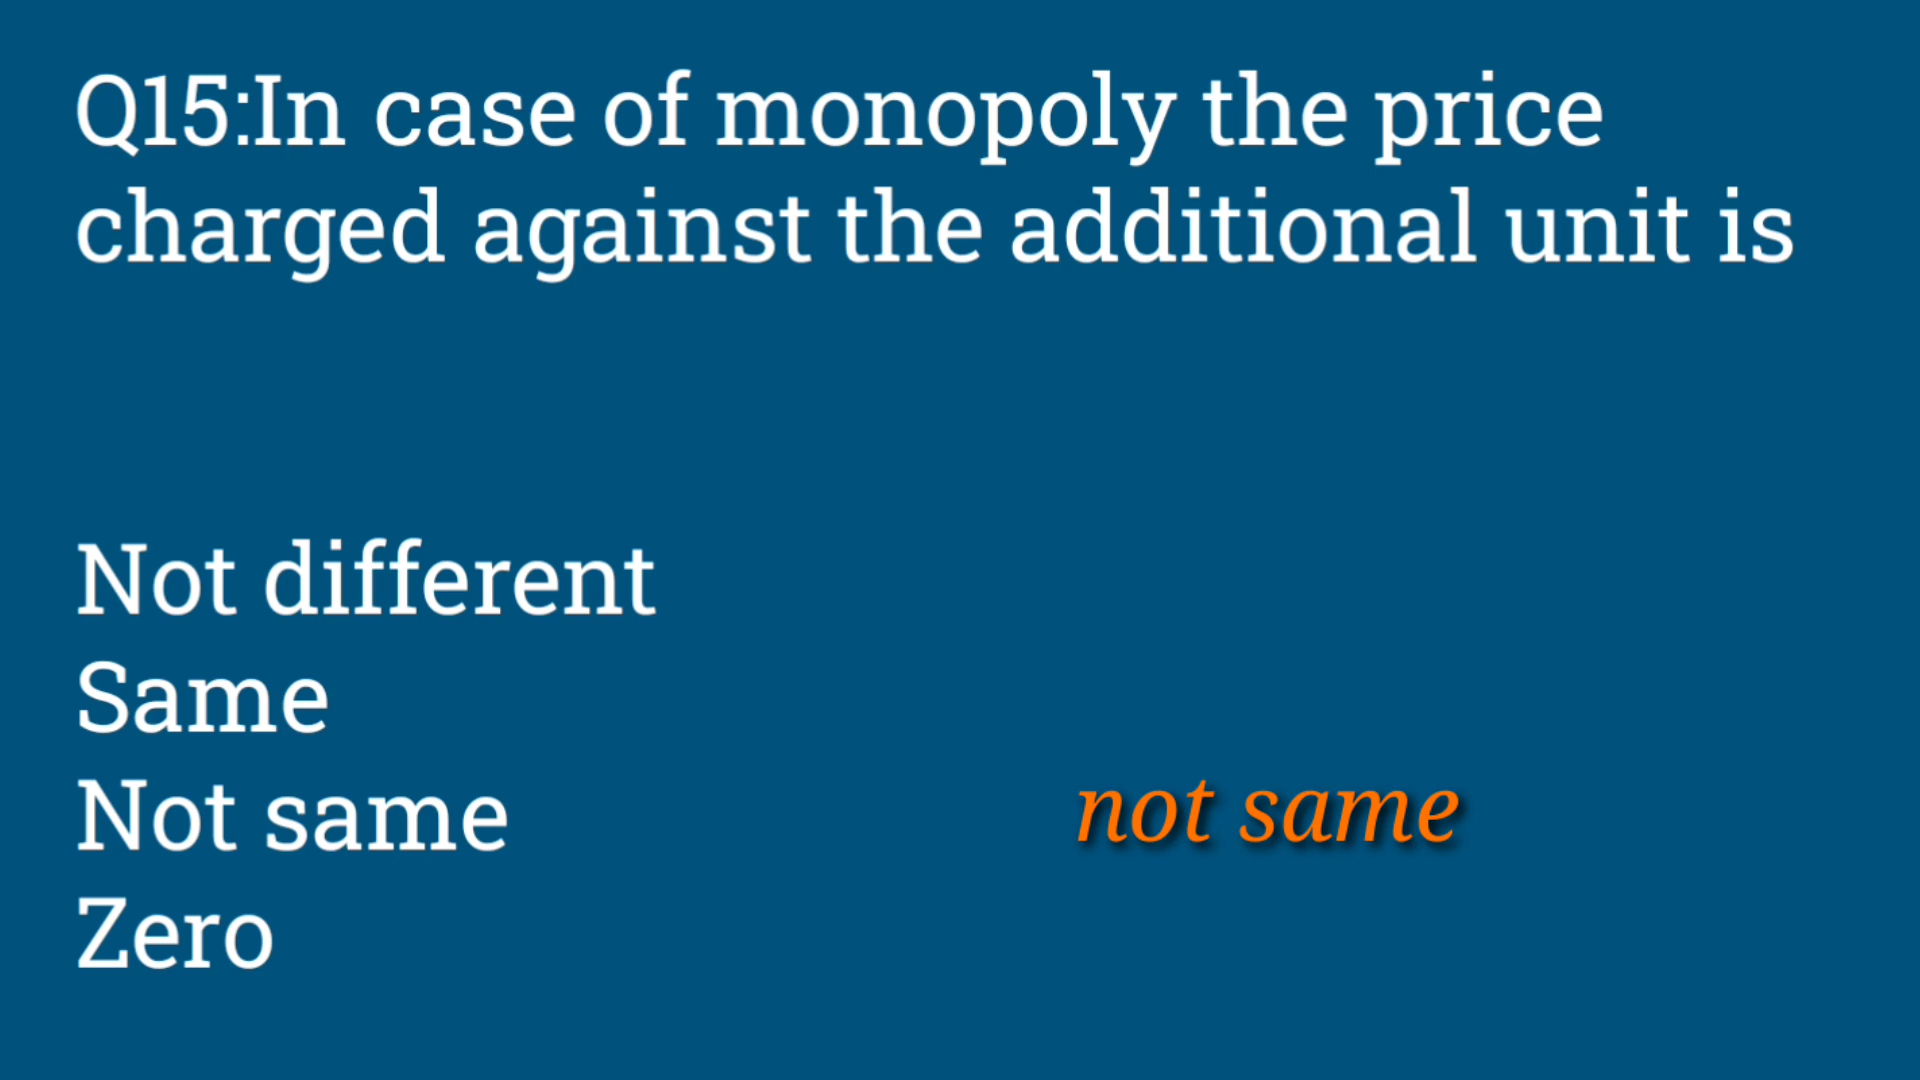 Q15:In case of monopoly the price
charged against the additional unit is
Not different
Same
Not same
not same
Zero